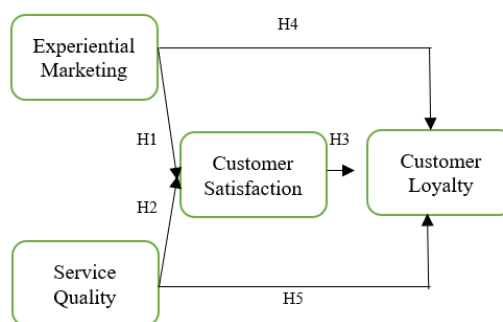 H4
Experiential
Marketing
H1
H3
Customer
Satisfaction
Customer
Loyalty
H2
Service
Quality
H5